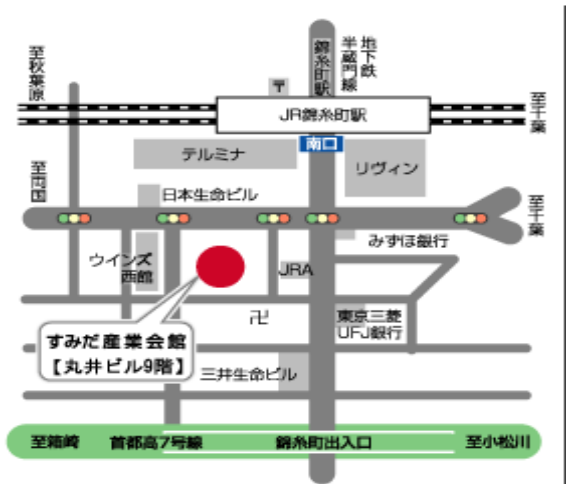 至秋葉原
錦糸町駅
半蔵門線
地下鉄
〒
JR錦糸町駅
至千葉
南口
テルミナ
リヴィン
至両国
日本生命ビル
至千葉
みずほ銀行
ウインズ
西館
JRA
卍
東京三菱
UFJ銀行
すみだ産業会館
【丸井ビル9階】
三井生命ビル
至箱崎
首都高7号線
錦糸町出入口
至小松川